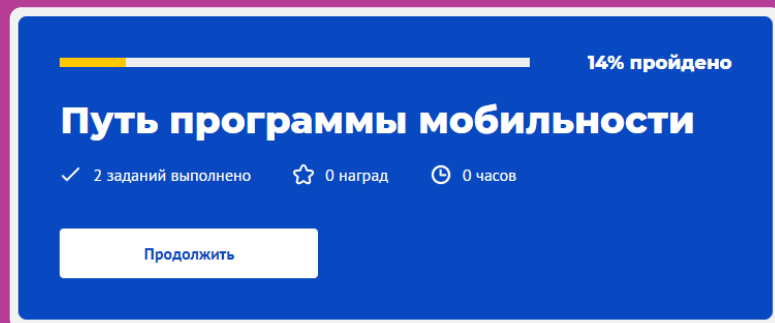 14% пройдено
Путь программы мобильности
2 заданий выполнено 0 наград 0 часов
Продолжить